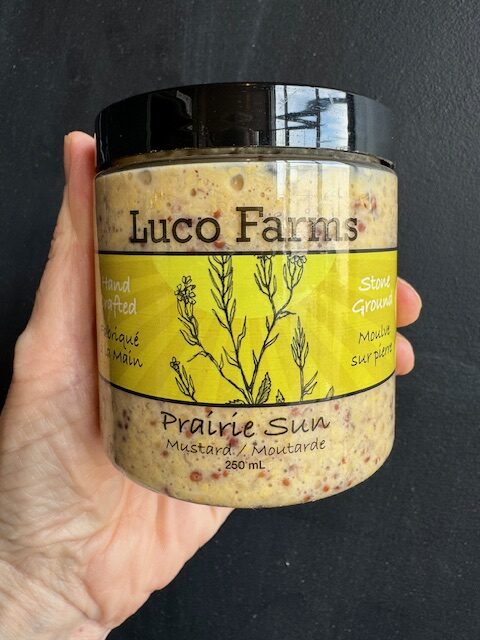 Luco Farms
Hand
Crafted
Stone
Ground
Fabriqué
à la Main
Moulue
sur pierre
Prairie Sun
Mustard / Moutarde
250 mL